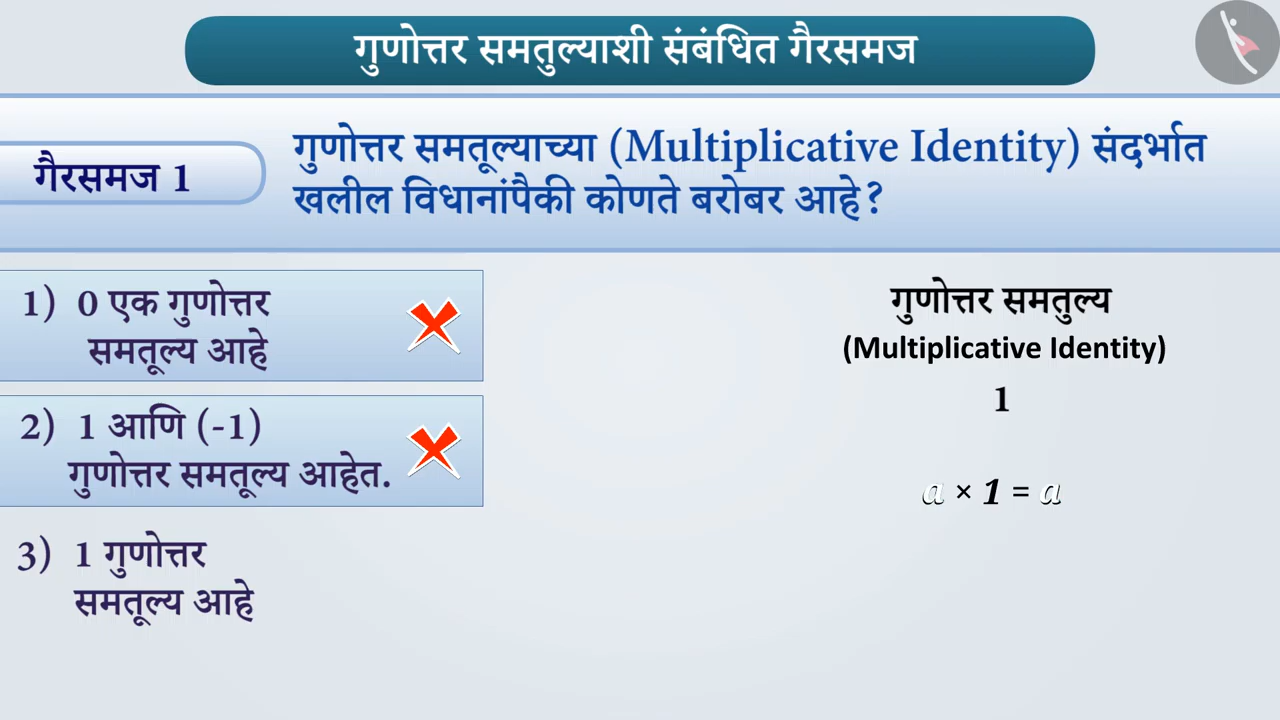 गुणोत्तर समतुल्याशी संबंधित गैरसमज
गैरसमज 1
गुणोत्तर समतूल्याच्या (Multiplicative Identity) संदर्भात
खलील विधानांपैकी कोणते बरोबर आहे?
1) 0 एक गुणोत्तर
समतूल्य आहे
2) 1 आणि (-1)
गुणोत्तर समतूल्य आहेत.
3) 1 गुणोत्तर
समतूल्य आहे
गुणोत्तर समतुल्य
(Multiplicative Identity)
1
a × 1 = a